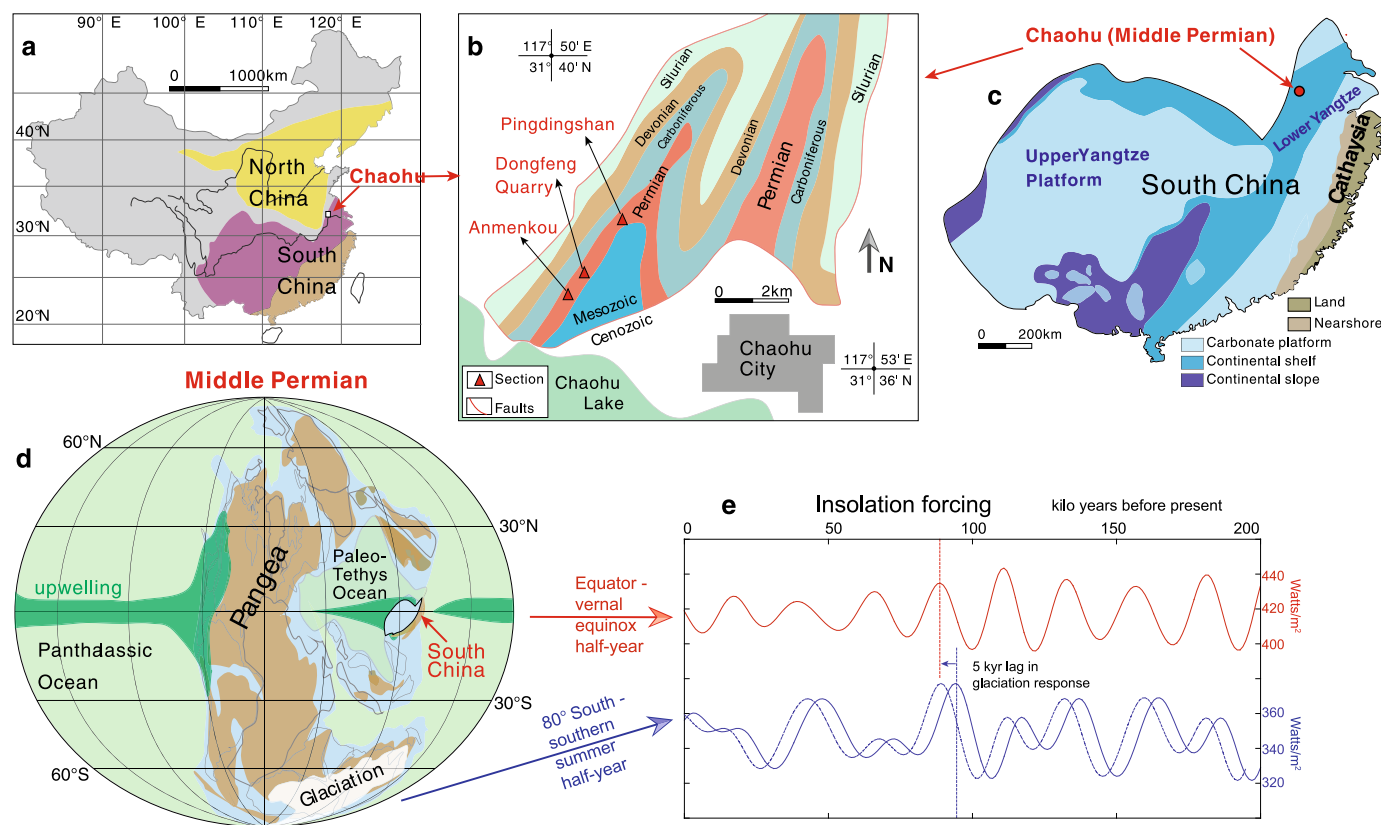 a
90° E
100° E
110° E
120° E
0
1000km
40°N
30°N
20°N
North
China
Chaohu
South
China
b
117° 50' E
31° 40' N
Silurian
Devonian
Carboniferous
Permian
Devonian
Permian
Carboniferous
Silurian
Pingdingshan
Dongfeng
Quarry
Anmenkou
Mesozoic
Cenozoic
N
0
2km
Chaohu
City
117° 53' E
31° 36' N
Section
Faults
Chaohu
Lake
Chaohu (Middle Permian)
c
Lower Yangtze
Cathaysia
UpperYangtze
Platform
South China
0
200km
Land
Nearshore
Carbonate platform
Continental shelf
Continental slope
Middle Permian
d
60°N
30°N
30°S
60°S
upwelling
Panthalassic
Ocean
Pangea
Paleo-
Tethys
Ocean
South
China
Glaciation
Equator -
vernal
equinox
half-year
80° South -
southern
summer
half-year
e
Insolation forcing
kilo years before present
0
50
100
150
200
440
420
400
Watts/m²
5 kyr lag in
glaciation response
360
340
320
Watts/m²